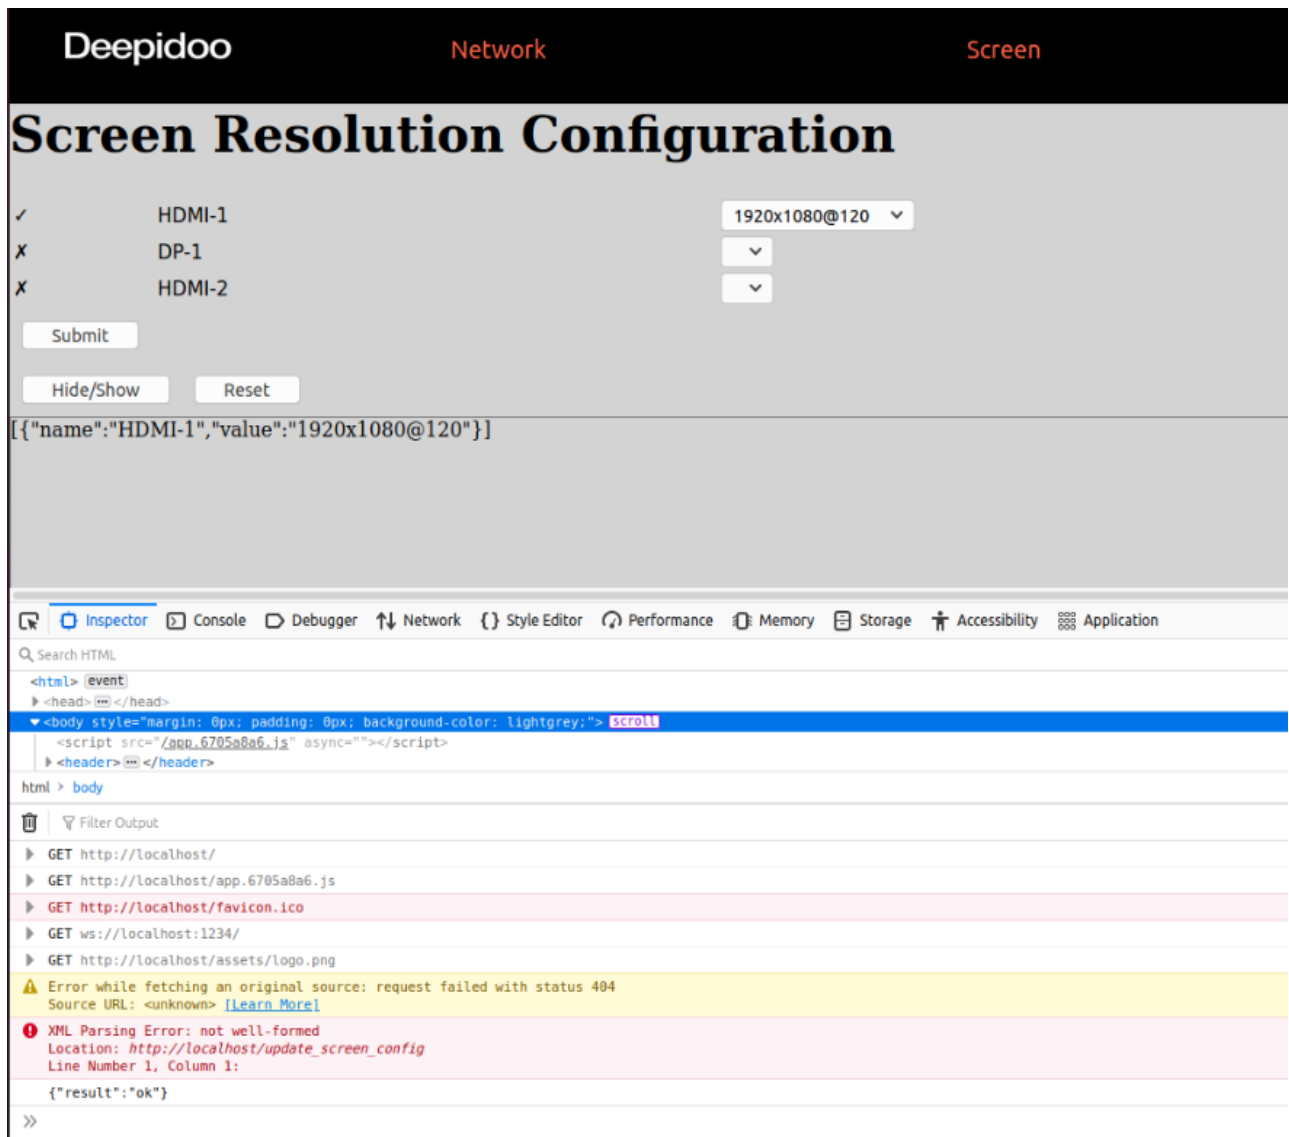 Deepidoo Network Screen
Screen Resolution Configuration
✓ HDMI-1 1920x1080@120
✗ DP-1
✗ HDMI-2
Submit
Hide/Show Reset
[{"name":"HDMI-1","value":"1920x1080@120"}]
Inspector Console Debugger Network {} Style Editor Performance Memory Storage Accessibility Application
Search HTML
<html> event
<head> ... </head>
<body style="margin: 0px; padding: 0px; background-color: lightgrey;"> scroll
<script src="/app.6705a8a6.js" async=""></script>
<header> ... </header>
html > body
Filter Output
GET http://localhost/
GET http://localhost/app.6705a8a6.js
GET http://localhost/favicon.ico
GET ws://localhost:1234/
GET http://localhost/assets/logo.png
Error while fetching an original source: request failed with status 404
Source URL: <unknown> [Learn More]
XML Parsing Error: not well-formed
Location: http://localhost/update_screen_config
Line Number 1, Column 1:
{"result":"ok"}
»